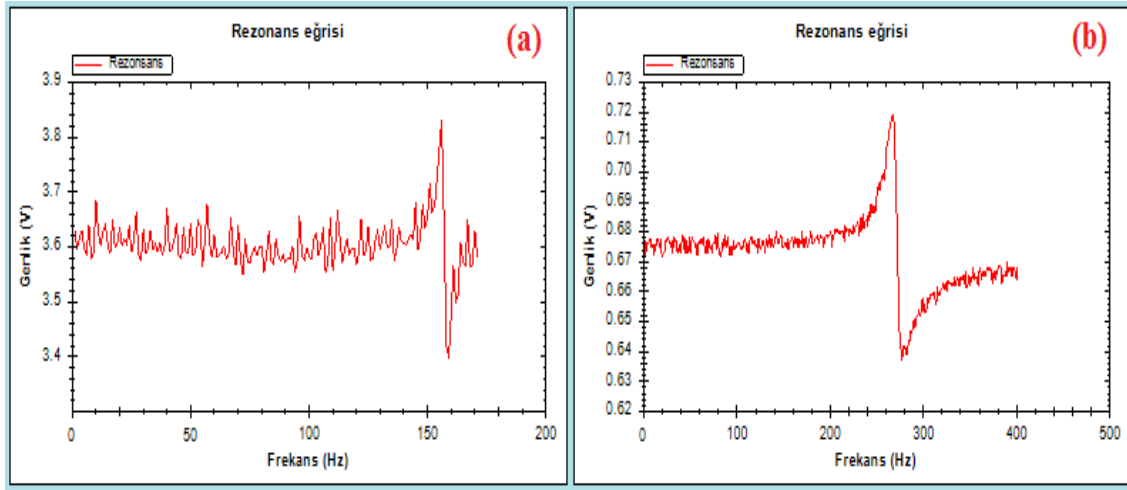 Rezonans eğrisi
(a)
Rezonsans
3.9
3.8
3.7
3.6
3.5
3.4
Gerilik (V)
0
50
100
150
200
Frekans (Hz)
Rezonans eğrisi
(b)
Rezonsans
0.73
0.72
0.71
0.70
0.69
0.68
0.67
0.66
0.65
0.64
0.63
0.62
Gerilik (V)
0
100
200
300
400
500
Frekans (Hz)